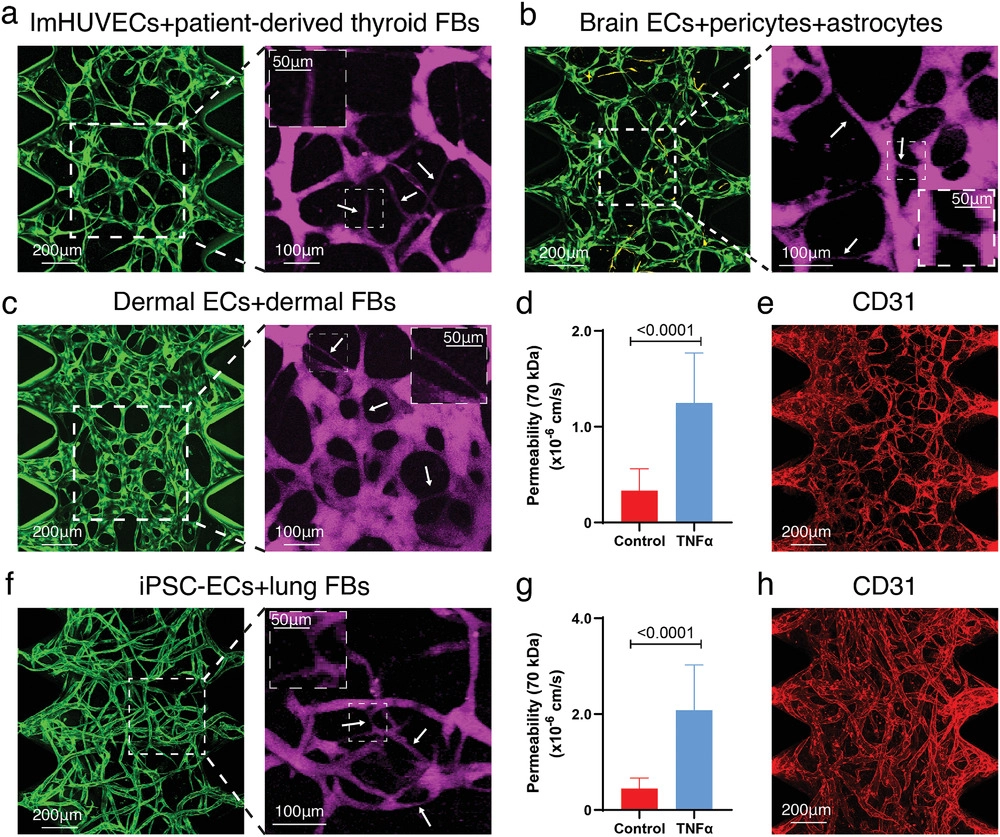 a
ImHUVECs+patient-derived thyroid FBs
200µm
50µm
100µm
b
Brain ECs+pericytes+astrocytes
200µm
50µm
100µm
c
Dermal ECs+dermal FBs
200µm
50µm
100µm
d
<0.0001
Permeability (70 kDa)
(x10-6 cm/s)
2.0
1.0
0
Control
TNFα
e
CD31
200µm
f
iPSC-ECs+lung FBs
200µm
50µm
100µm
g
<0.0001
Permeability (70 kDa)
(x10-6 cm/s)
4.0
2.0
0.0
Control
TNFα
h
CD31
200µm